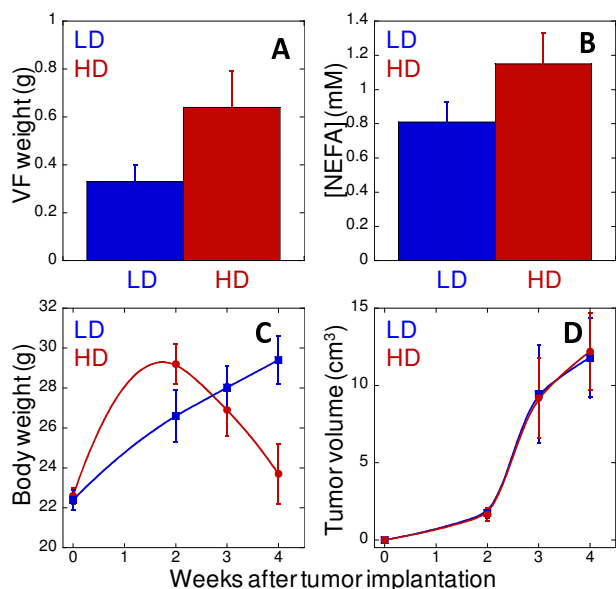 A
LD
HD
VF weight (g)
1
0.8
0.6
0.4
0.2
0
LD
HD
B
LD
HD
[NEFA] (mM)
1.4
1.2
1
0.8
0.6
0.4
0.2
0
LD
HD
C
LD
HD
Body weight (g)
32
30
28
26
24
22
20
0 1 2 3 4
D
LD
HD
Tumor volume (cm³)
15
10
5
0
0 1 2 3 4
Weeks after tumor implantation